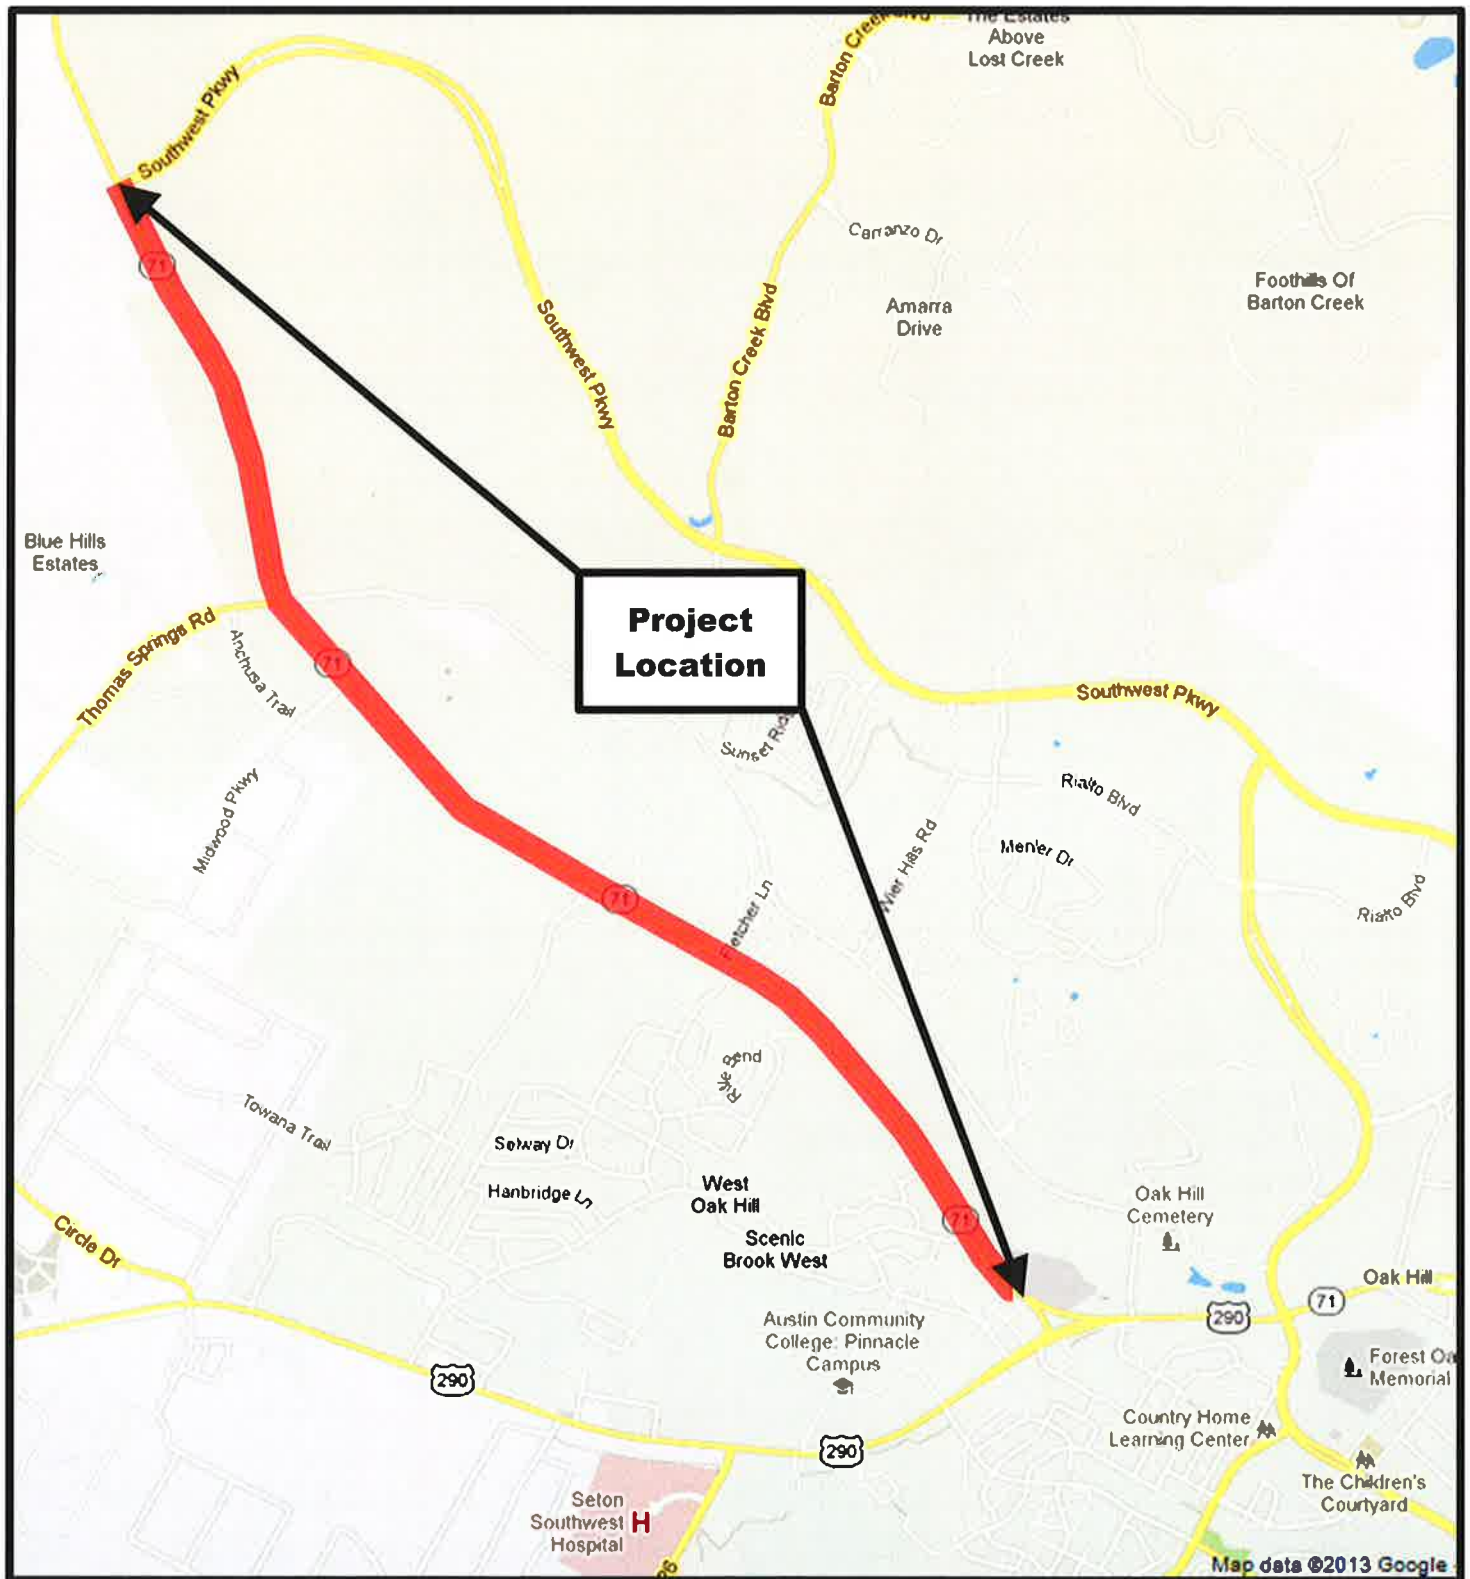 The Estates
Above
Lost Creek
Barton Creek Blvd
Southwest Pkwy
Carranzo Dr
71
Foothills Of
Barton Creek
Amarra
Drive
Southwest Pkwy
Barton Creek Blvd
Blue Hills
Estates
Project
Location
Thomas Springs Rd
Anchusa Trail
71
Southwest Pkwy
Sunset
Rialto Blvd
Midwood Pkwy
Wier Hills Rd
71
Fletcher Ln
Rialto Blvd
Bend
Towana Trail
Selway Dr
Hanbridge Ln
West
Oak Hill
Oak Hill
Cemetery
71
Circle Dr
Scenic
Brook West
Oak Hill
71
290
Austin Community
College: Pinnacle
Campus
Forest Oa
Memorial
290
Country Home
Learning Center
290
The Children's
Courtyard
Seton
Southwest
Hospital
H
Map data ©2013 Google